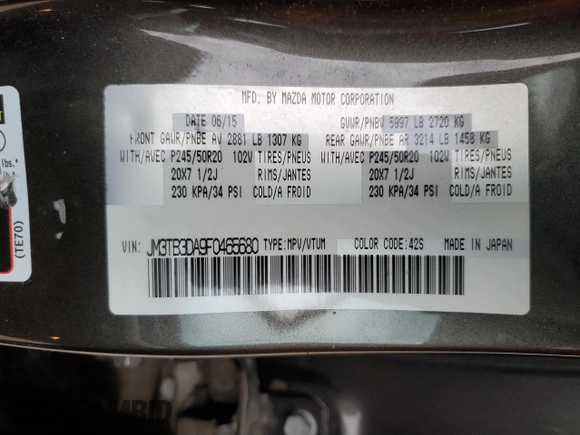 MFD. BY MAZDA MOTOR CORPORATION
DATE 06/15 GVWR/PNBV 5997 LB 2720 KG
FRONT GAWR/PNBE AV 2881 LB 1307 KG REAR GAWR/PNBE AR 3214 LB 1458 KG
WITH/AVEC P245/50R20 102V TIRES/PNEUS WITH/AVEC P245/50R20 102V TIRES/PNEUS
20X7 1/2J RIMS/JANTES 20X7 1/2J RIMS/JANTES
230 KPA/34 PSI COLD/A FROID 230 KPA/34 PSI COLD/A FROID
VIN: JM3TB3DA9F0465680 TYPE:MPV/VTUM COLOR CODE:42S MADE IN JAPAN
lbs.*
lbs.*
(TE70)